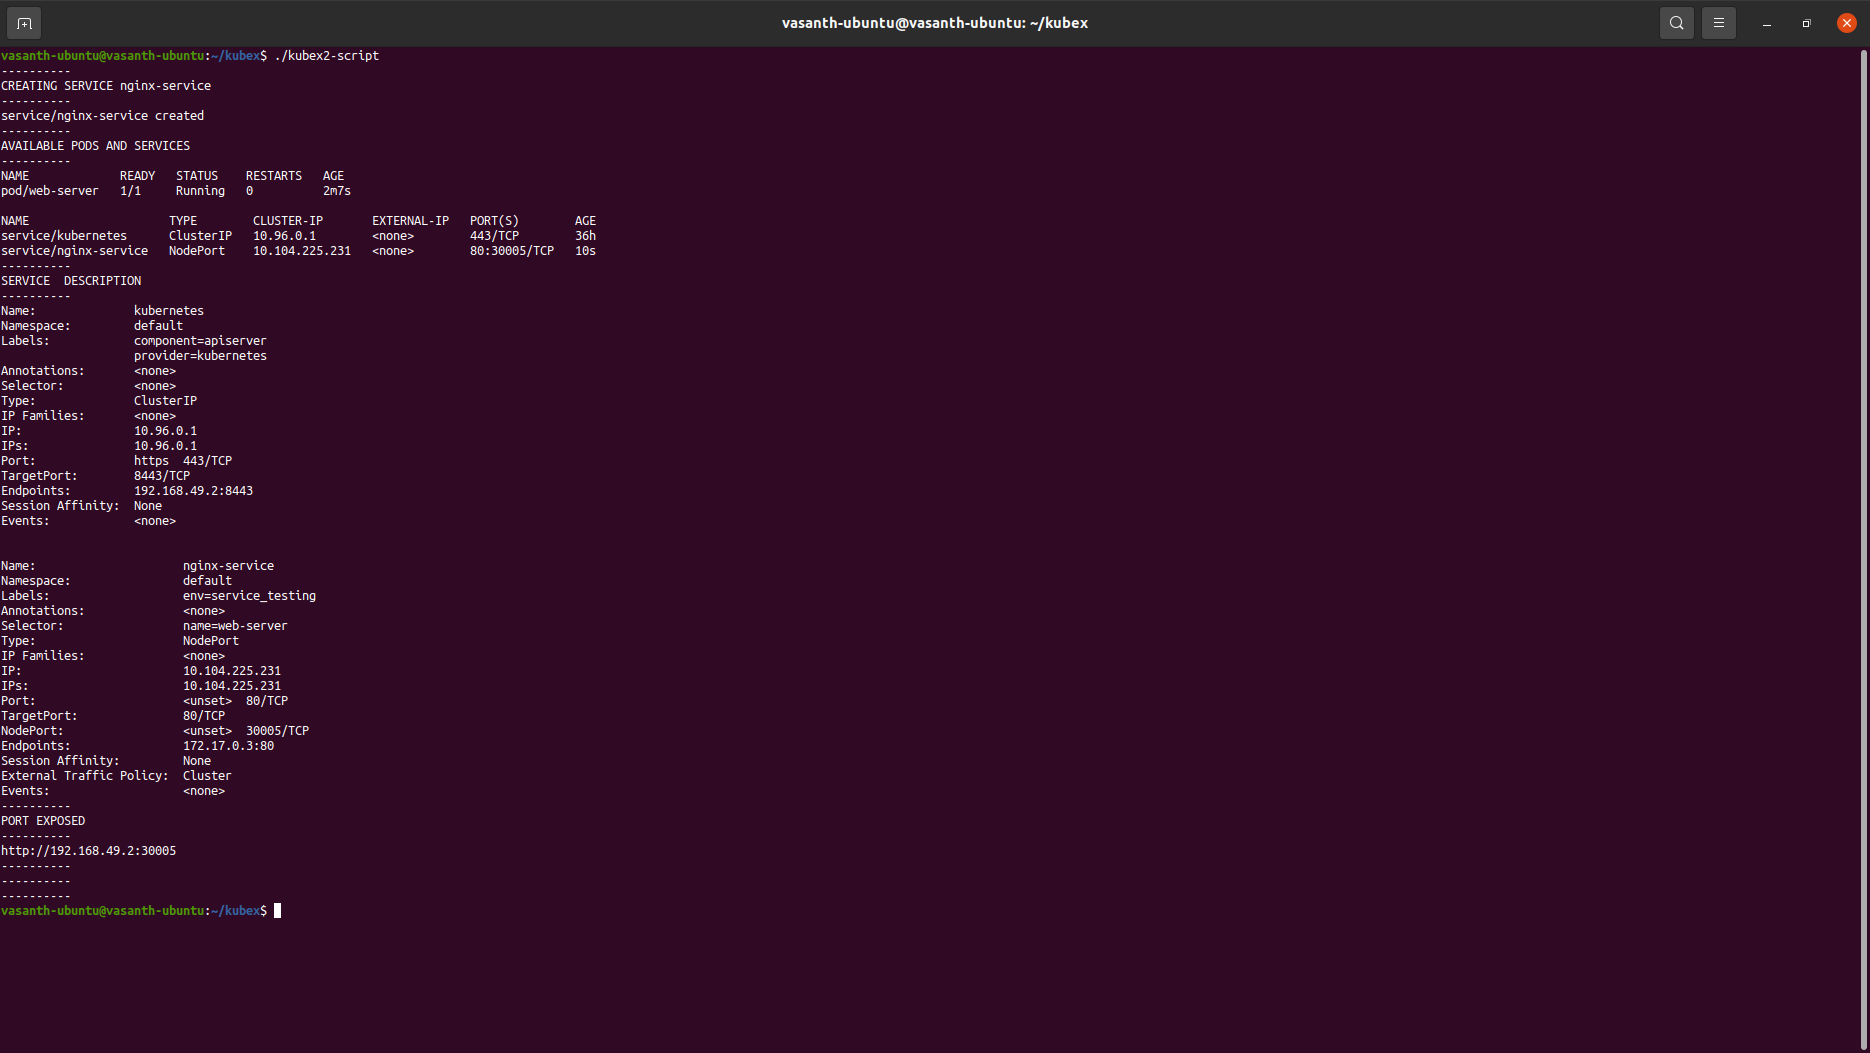 vasanth-ubuntu@vasanth-ubuntu: ~/kubex
vasanth-ubuntu@vasanth-ubuntu:~/kubex$ ./kubex2-script
----------
CREATING SERVICE nginx-service
----------
service/nginx-service created
----------
AVAILABLE PODS AND SERVICES
----------
NAME             READY   STATUS    RESTARTS   AGE
pod/web-server   1/1     Running   0          2m7s

NAME                    TYPE        CLUSTER-IP       EXTERNAL-IP   PORT(S)        AGE
service/kubernetes      ClusterIP   10.96.0.1        <none>        443/TCP        36h
service/nginx-service   NodePort    10.104.225.231   <none>        80:30005/TCP   10s
----------
SERVICE  DESCRIPTION
----------
Name:              kubernetes
Namespace:         default
Labels:            component=apiserver
                   provider=kubernetes
Annotations:       <none>
Selector:          <none>
Type:              ClusterIP
IP Families:       <none>
IP:                10.96.0.1
IPs:               10.96.0.1
Port:              https  443/TCP
TargetPort:        8443/TCP
Endpoints:         192.168.49.2:8443
Session Affinity:  None
Events:            <none>


Name:                     nginx-service
Namespace:                default
Labels:                   env=service_testing
Annotations:              <none>
Selector:                 name=web-server
Type:                     NodePort
IP Families:              <none>
IP:                       10.104.225.231
IPs:                      10.104.225.231
Port:                     <unset>  80/TCP
TargetPort:               80/TCP
NodePort:                 <unset>  30005/TCP
Endpoints:                172.17.0.3:80
Session Affinity:         None
External Traffic Policy:  Cluster
Events:                   <none>
----------
PORT EXPOSED
----------
http://192.168.49.2:30005
----------
----------
----------
vasanth-ubuntu@vasanth-ubuntu:~/kubex$